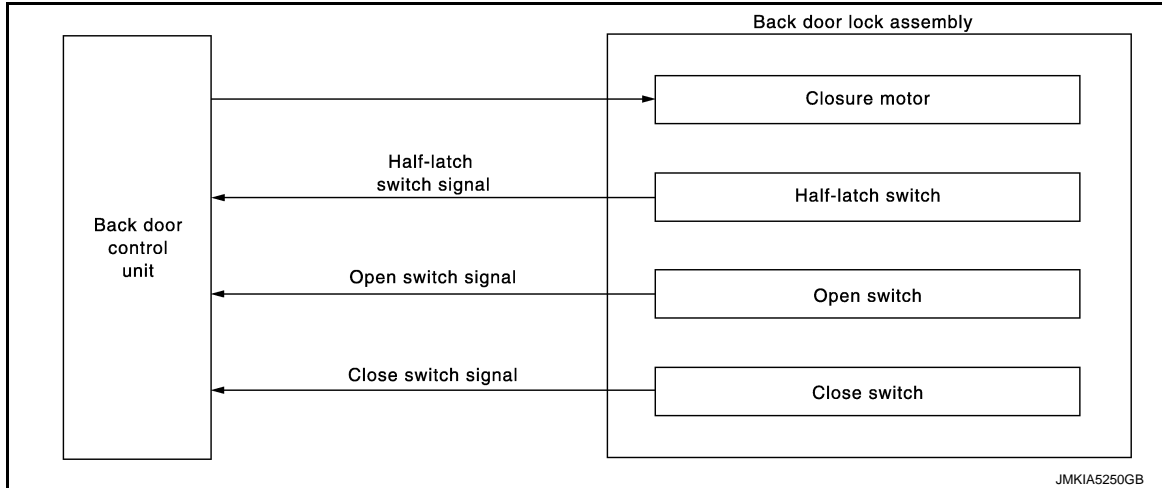 Back door lock assembly
Closure motor
Half-latch
switch signal
Half-latch switch
Back door
control
unit
Open switch signal
Open switch
Close switch signal
Close switch
JMKIA5250GB